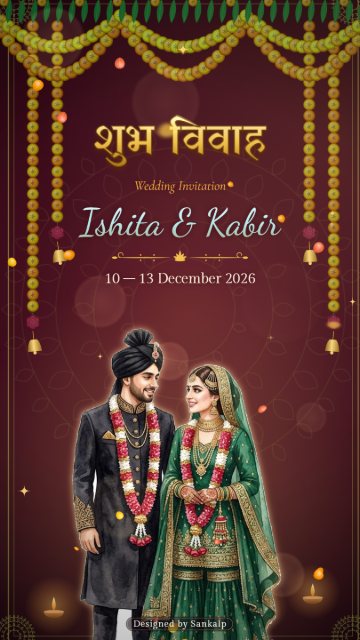 शुभ विवाह
Wedding Invitation
Ishita & Kabir
10 — 13 December 2026
Designed by Sankalp